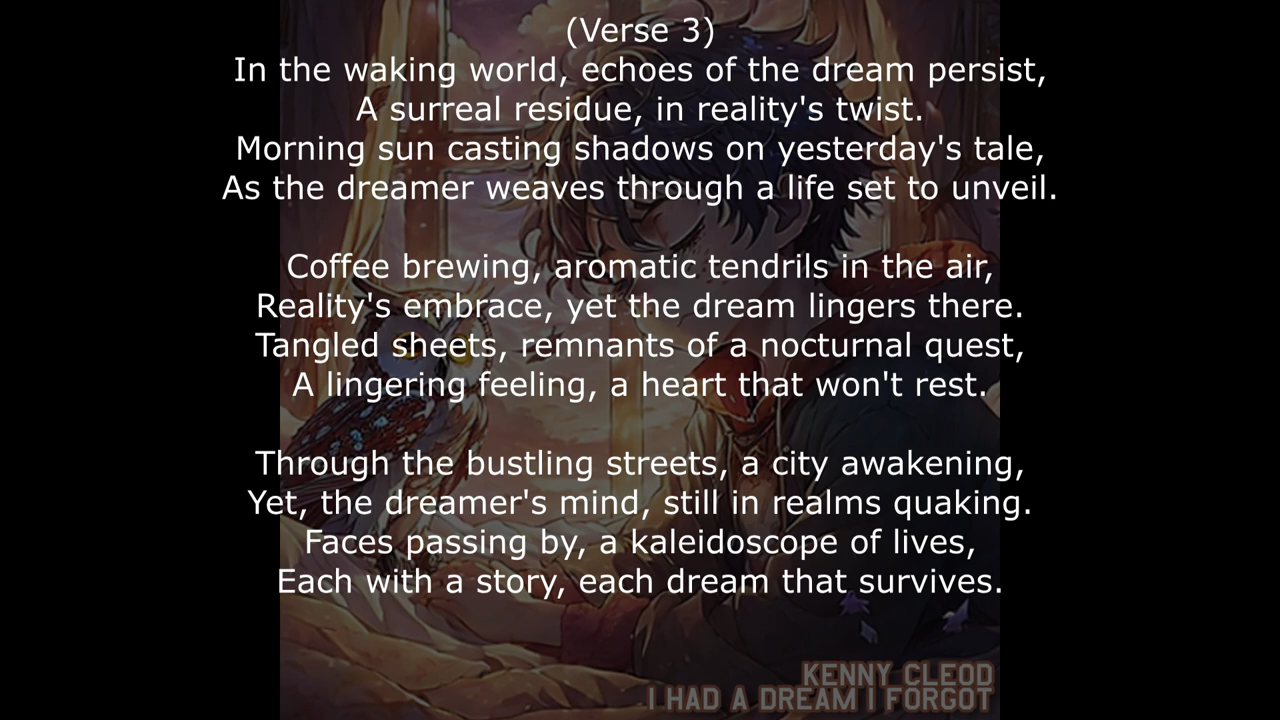 (Verse 3)
In the waking world, echoes of the dream persist,
A surreal residue, in reality's twist.
Morning sun casting shadows on yesterday's tale,
As the dreamer weaves through a life set to unveil.
Coffee brewing, aromatic tendrils in the air,
Reality's embrace, yet the dream lingers there.
Tangled sheets, remnants of a nocturnal quest,
A lingering feeling, a heart that won't rest.
Through the bustling streets, a city awakening,
Yet, the dreamer's mind, still in realms quaking.
Faces passing by, a kaleidoscope of lives,
Each with a story, each dream that survives.
KENNY CLEOD
I HAD A DREAM I FORGOT